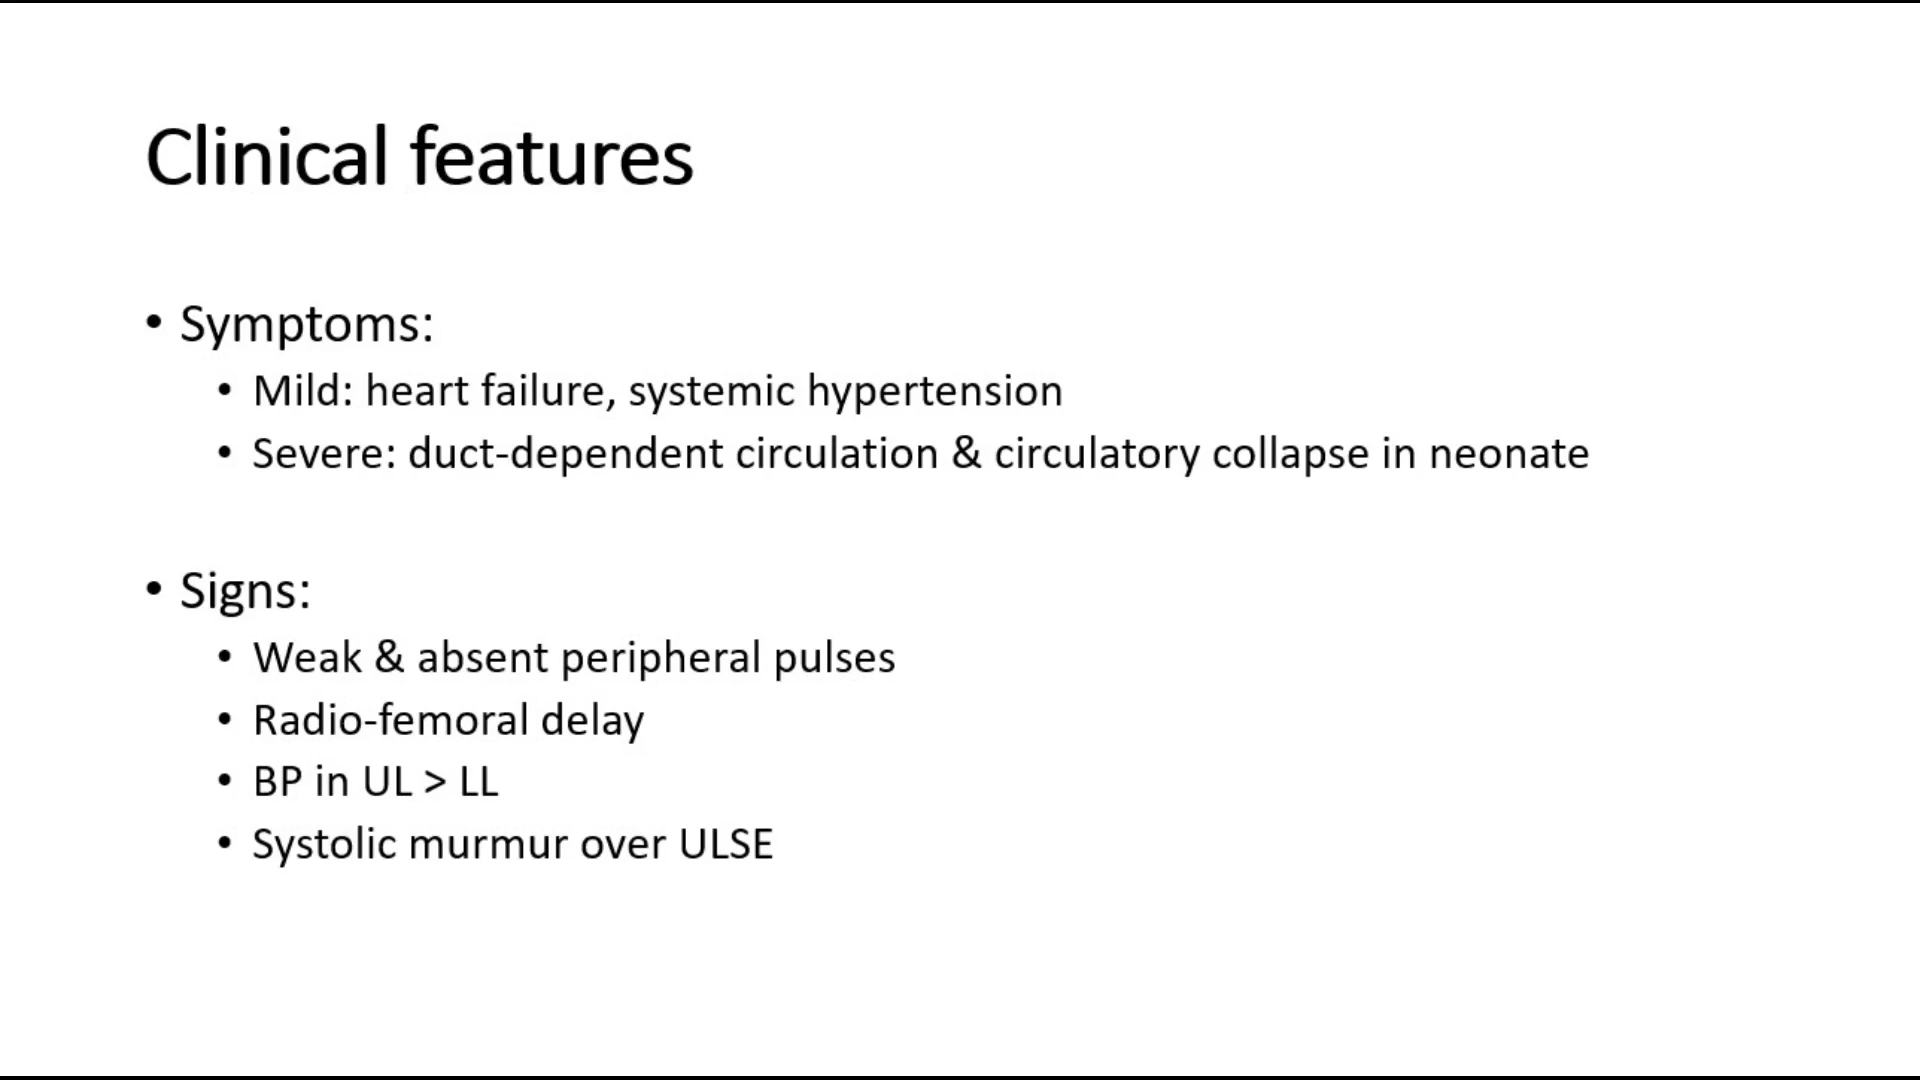 Clinical features
• Symptoms:
• Mild: heart failure, systemic hypertension
• Severe: duct-dependent circulation & circulatory collapse in neonate
• Signs:
• Weak & absent peripheral pulses
• Radio-femoral delay
• BP in UL > LL
• Systolic murmur over ULSE